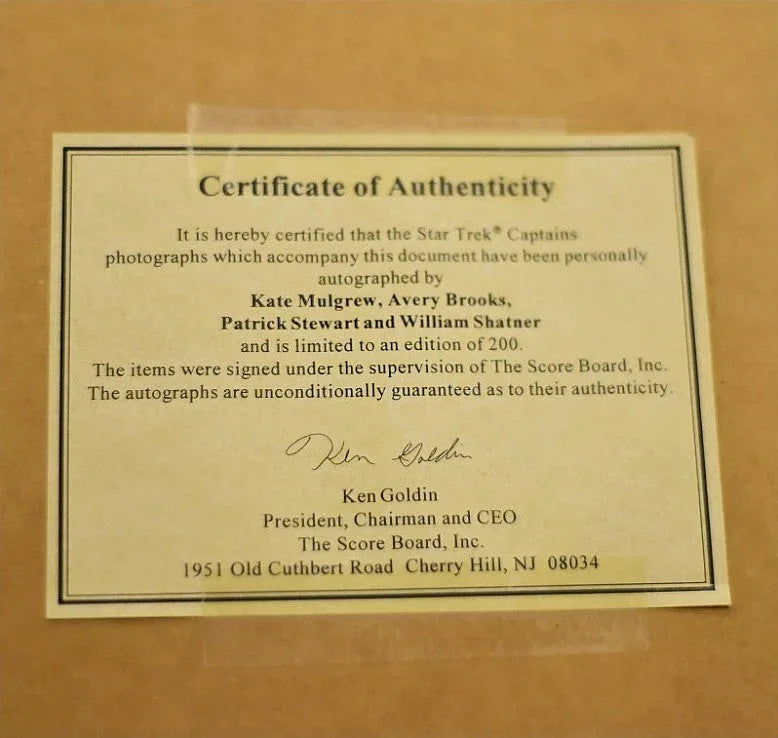 Certificate of Authenticity
It is hereby certified that the Star Trek® Captains
photographs which accompany this document have been personally
autographed by
Kate Mulgrew, Avery Brooks,
Patrick Stewart and William Shatner
and is limited to an edition of 200.
The items were signed under the supervision of The Score Board, Inc.
The autographs are unconditionally guaranteed as to their authenticity.
Ken Goldin
Ken Goldin
President, Chairman and CEO
The Score Board, Inc.
1951 Old Cuthbert Road Cherry Hill, NJ 08034